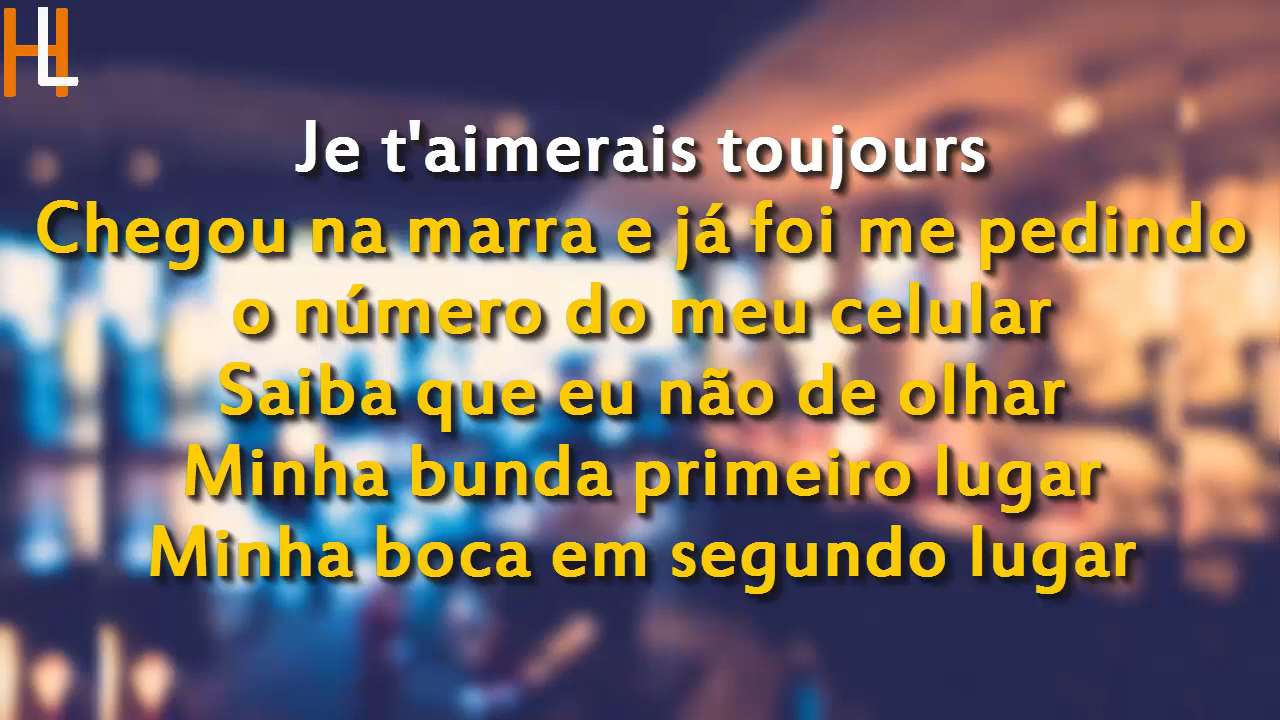 HL
Je t'aimerais toujours
Chegou na marra e já foi me pedindo
o número do meu celular
Saiba que eu não de olhar
Minha bunda primeiro lugar
Minha boca em segundo lugar